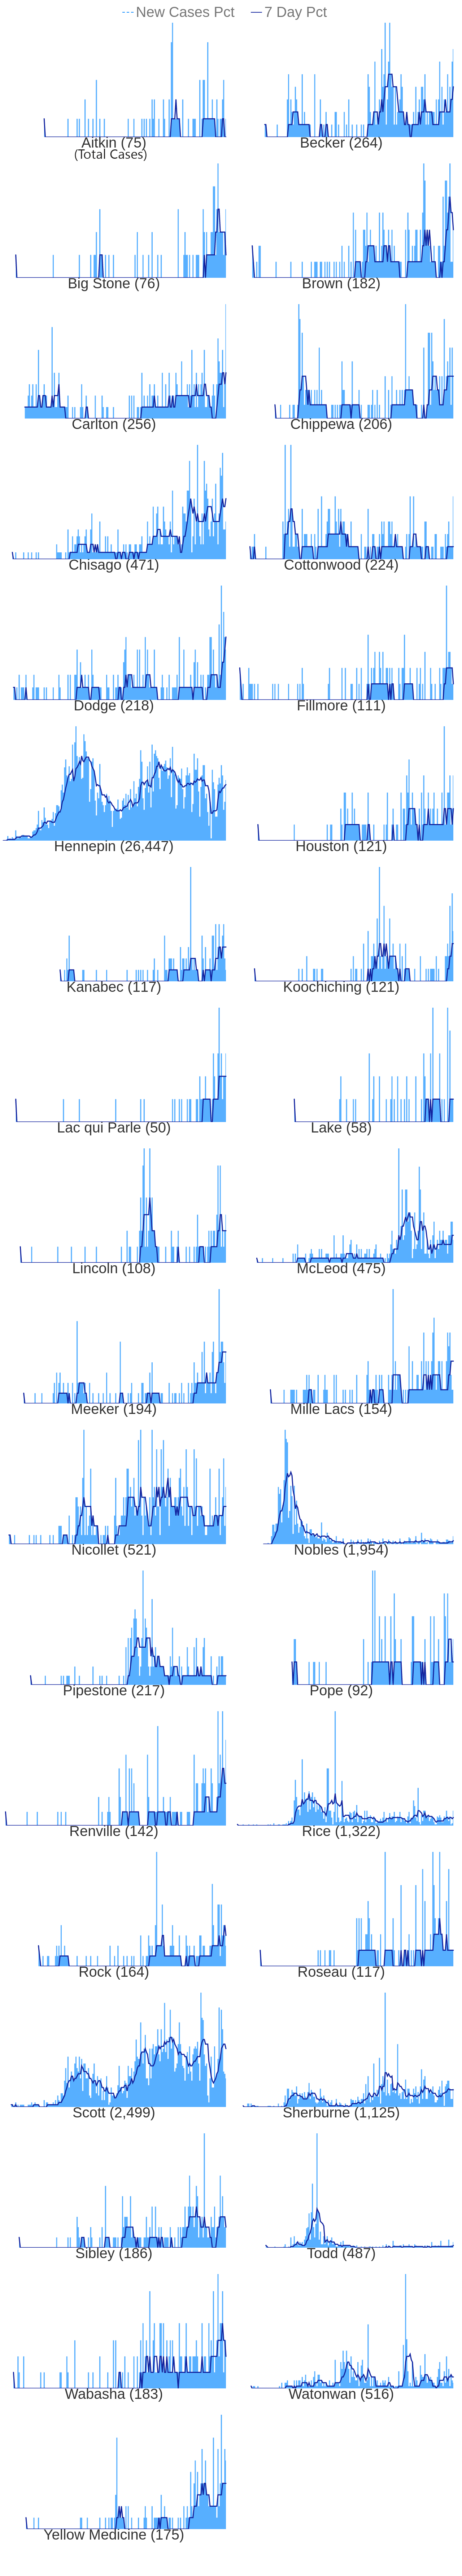 New Cases Pct 7 Day Pct
Aitkin (75) Becker (264)
(Total Cases)
Big Stone (76) Brown (182)
Carlton (256) Chippewa (206)
Chisago (471) Cottonwood (224)
Dodge (218) Fillmore (111)
Hennepin (26,447) Houston (121)
Kanabec (117) Koochiching (121)
Lac qui Parle (50) Lake (58)
Lincoln (108) McLeod (475)
Meeker (194) Mille Lacs (154)
Nicollet (521) Nobles (1,954)
Pipestone (217) Pope (92)
Renville (142) Rice (1,322)
Rock (164) Roseau (117)
Scott (2,499) Sherburne (1,125)
Sibley (186) Todd (487)
Wabasha (183) Watonwan (516)
Yellow Medicine (175)